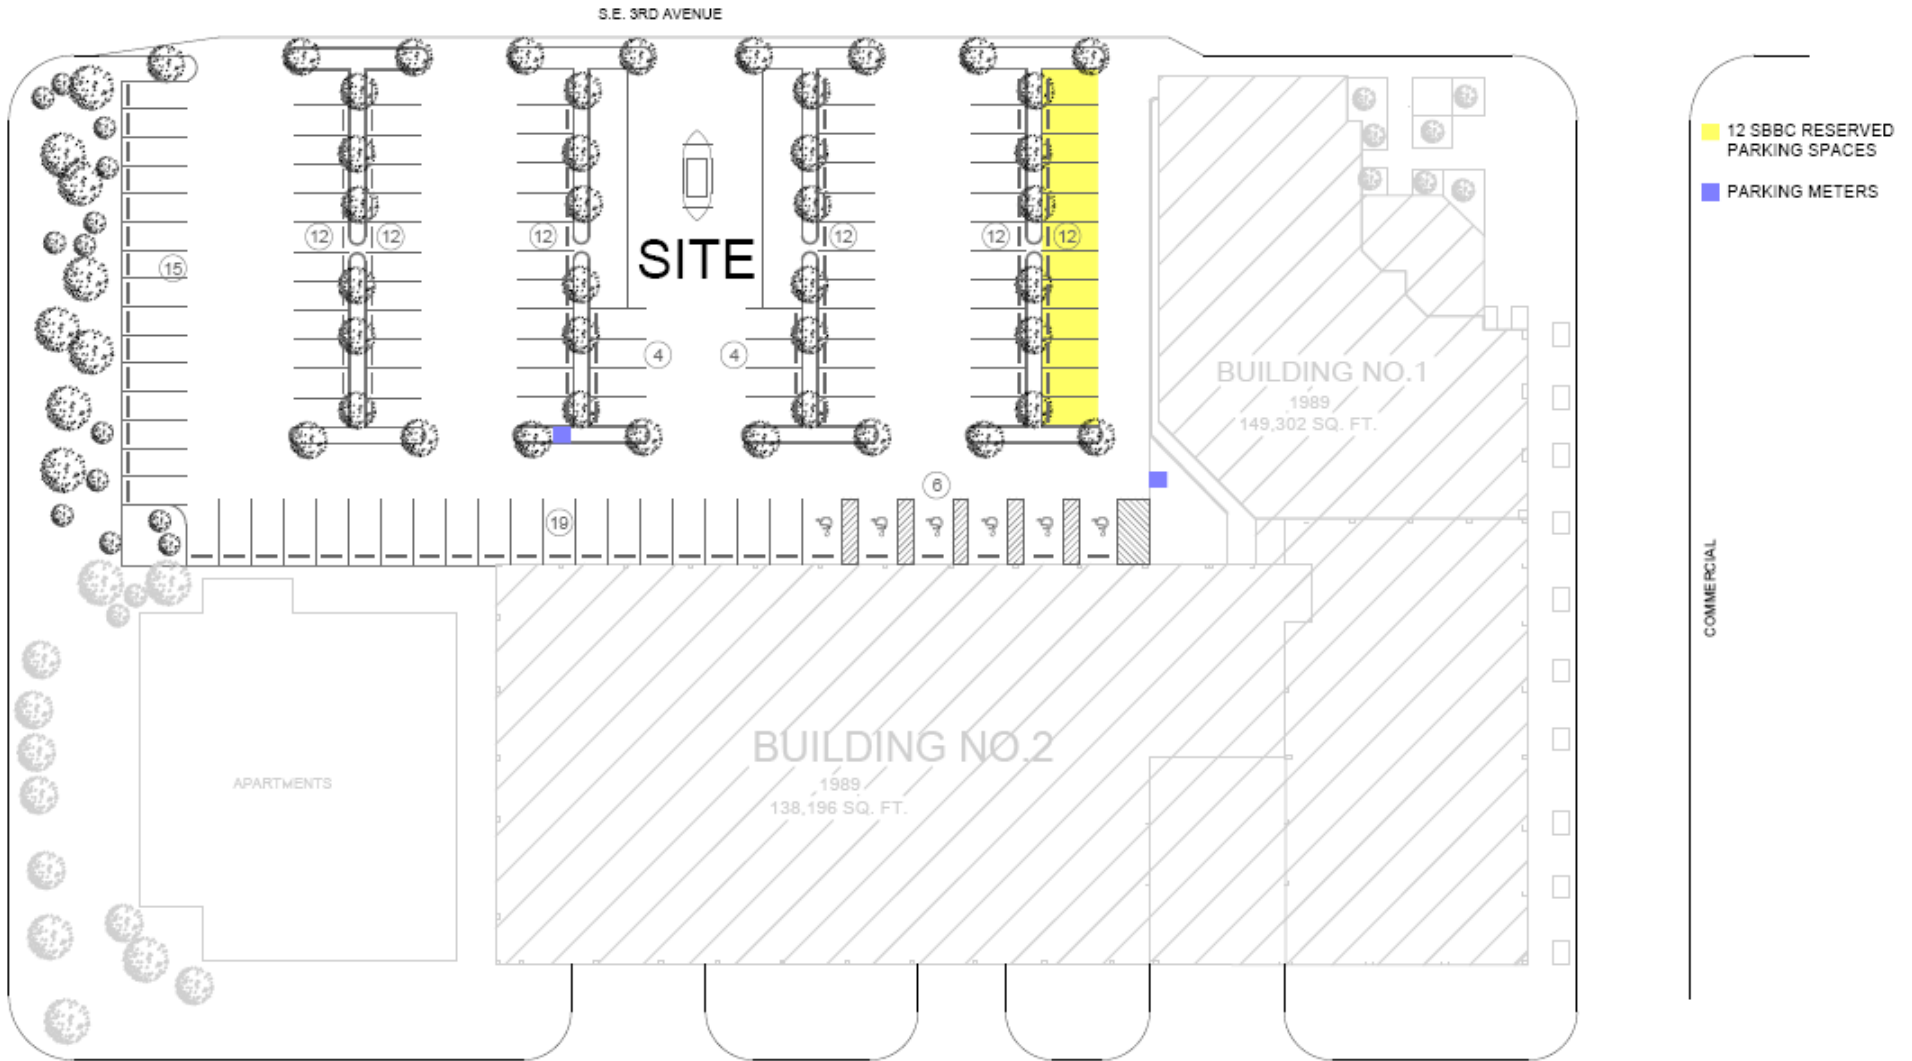 S.E. 3RD AVENUE
12 SBBC RESERVED
PARKING SPACES
PARKING METERS
12
12
12
12
12
12
SITE
15
4
4
BUILDING NO.1
1989
149,302 SQ. FT.
6
19
COMMERCIAL
BUILDING NO.2
1989
138,196 SQ. FT.
APARTMENTS